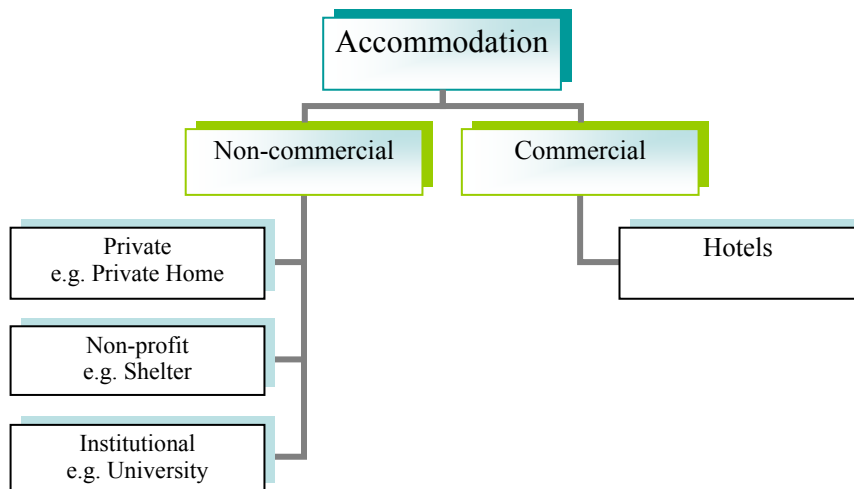 Accommodation
Non-commercial
Commercial
Private
e.g. Private Home
Hotels
Non-profit
e.g. Shelter
Institutional
e.g. University